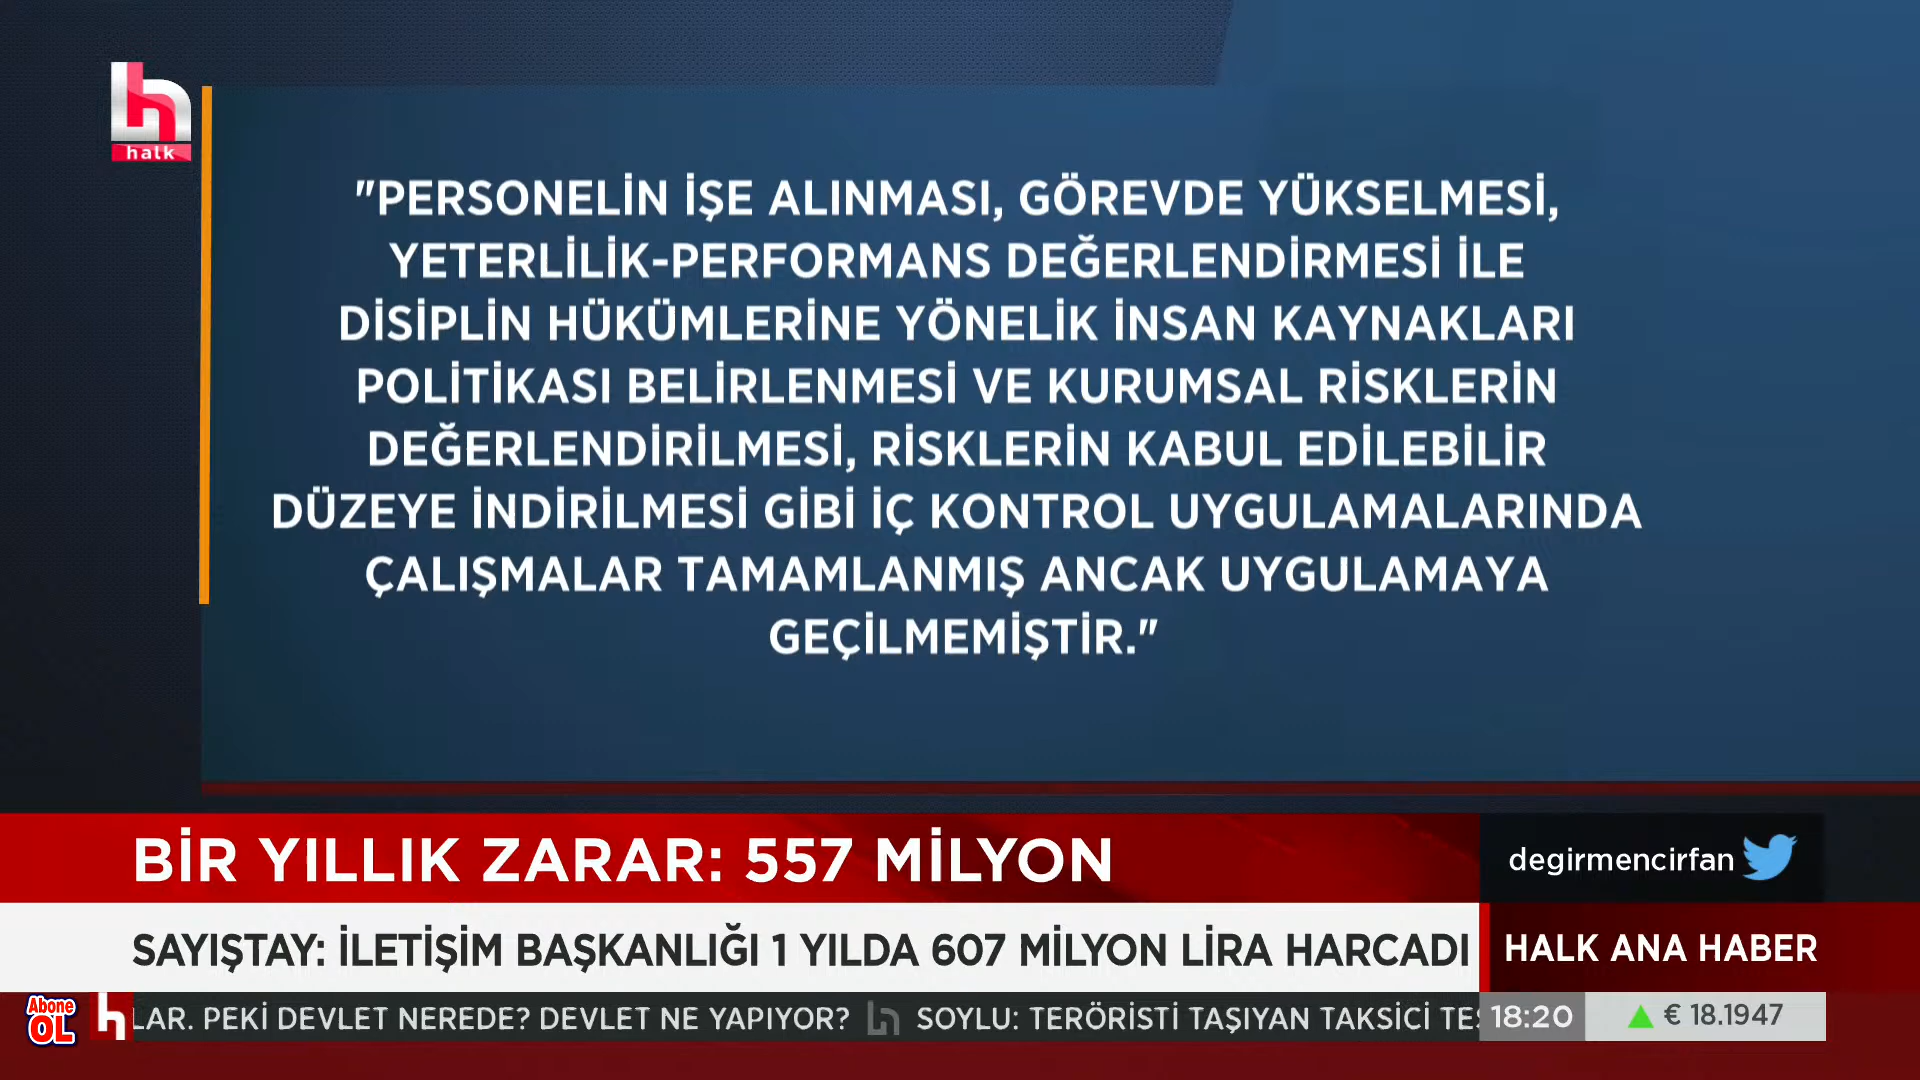 halk
"PERSONELİN İŞE ALINMASI, GÖREVDE YÜKSELMESİ,
YETERLİLİK-PERFORMANS DEĞERLENDİRMESİ İLE
DİSİPLİN HÜKÜMLERİNE YÖNELİK İNSAN KAYNAKLARI
POLİTİKASI BELİRLENMESİ VE KURUMSAL RİSKLERİN
DEĞERLENDİRİLMESİ, RİSKLERİN KABUL EDİLEBİLİR
DÜZEYE İNDİRİLMESİ GİBİ İÇ KONTROL UYGULAMALARINDA
ÇALIŞMALAR TAMAMLANMIŞ ANCAK UYGULAMAYA
GEÇİLMEMİŞTİR."
BİR YILLIK ZARAR: 557 MİLYON
degirmencirfan
SAYIŞTAY: İLETİŞİM BAŞKANLIĞI 1 YILDA 607 MİLYON LİRA HARCADI
HALK ANA HABER
Abone
OL
LAR. PEKİ DEVLET NEREDE? DEVLET NE YAPIYOR? SOYLU: TERÖRİSTİ TAŞIYAN TAKSİCİ TES
18:20
€ 18.1947